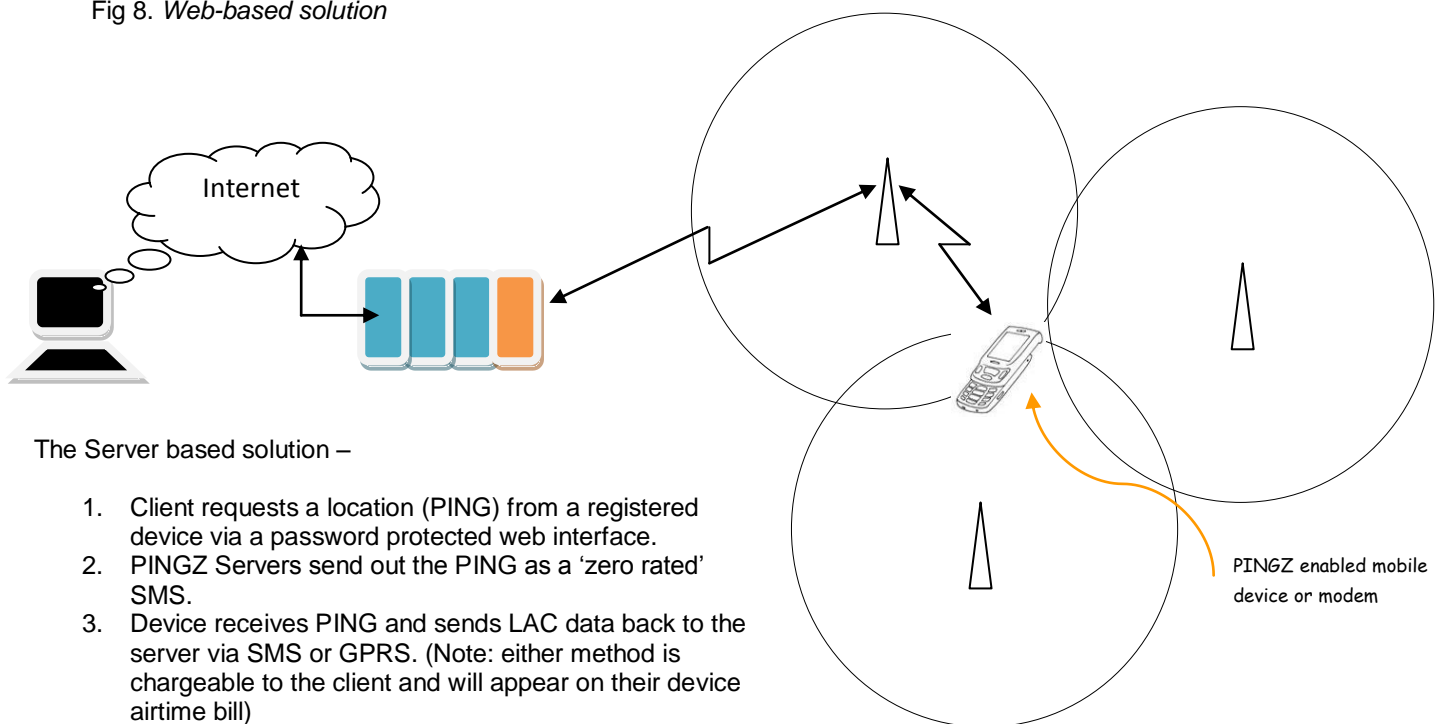 Fig 8. Web-based solution
Internet
The Server based solution –
1. Client requests a location (PING) from a registered
device via a password protected web interface.
2. PINGZ Servers send out the PING as a ‘zero rated’
SMS.
3. Device receives PING and sends LAC data back to the
server via SMS or GPRS. (Note: either method is
chargeable to the client and will appear on their device
airtime bill)
PINGZ enabled mobile
device or modem